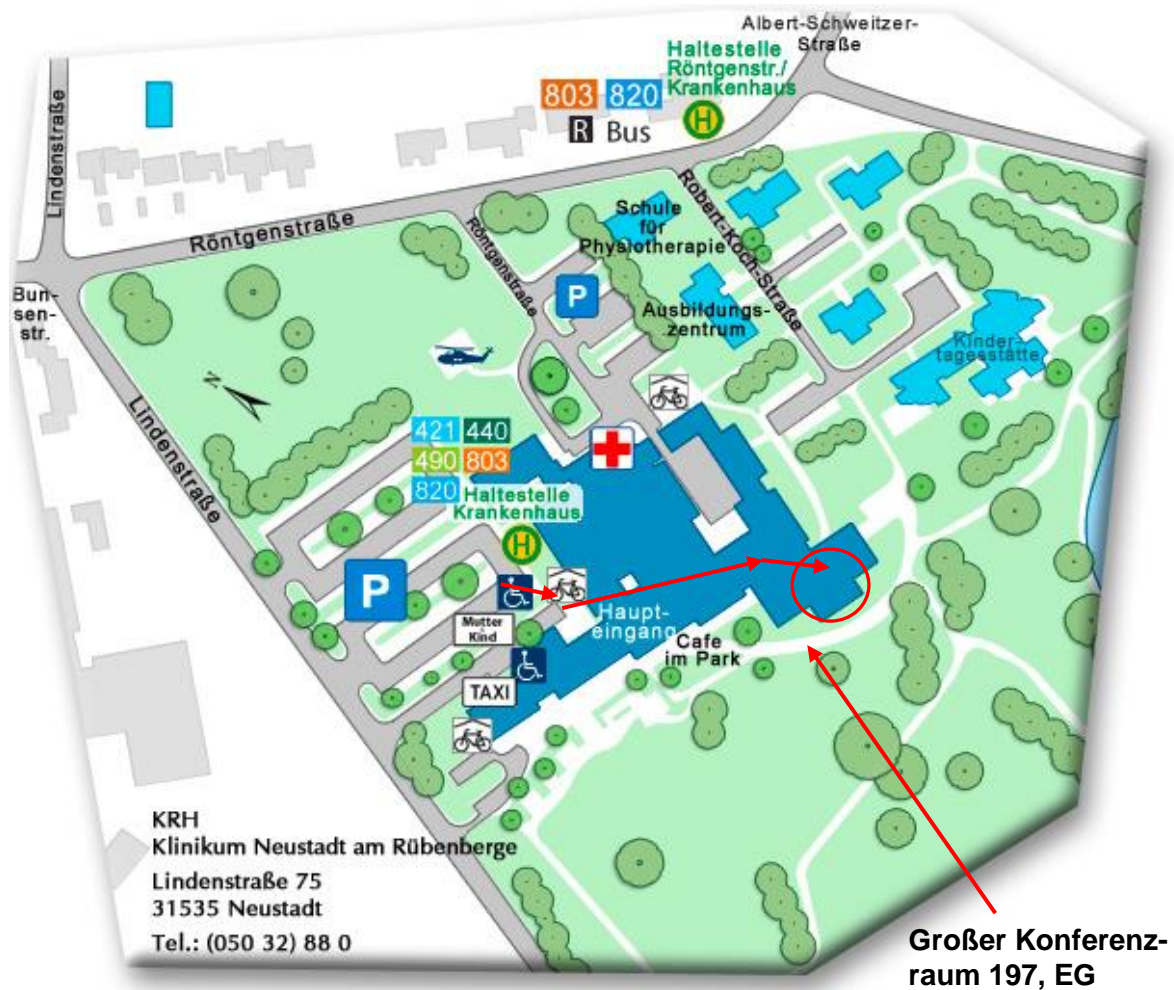 Albert-Schweitzer-
Straße
Haltestelle
Röntgenstr./
Krankenhaus
803 820
R Bus
H
Lindenstraße
Röntgenstraße
Röntgenstraße
Robert-Koch-Straße
Schule
für
Physiotherapie
P
Ausbildungs-
zentrum
Kinder-
tagesstätte
Bun-
sen-
str.
N
Lindenstraße
421 440
490 803
820
Haltestelle
Krankenhaus
H
P
Mutter
Kind
Haupt-
eingang
Cafe
im Park
TAXI
KRH
Klinikum Neustadt am Rübenberge
Lindenstraße 75
31535 Neustadt
Tel.: (050 32) 88 0
Großer Konferenz-
raum 197, EG